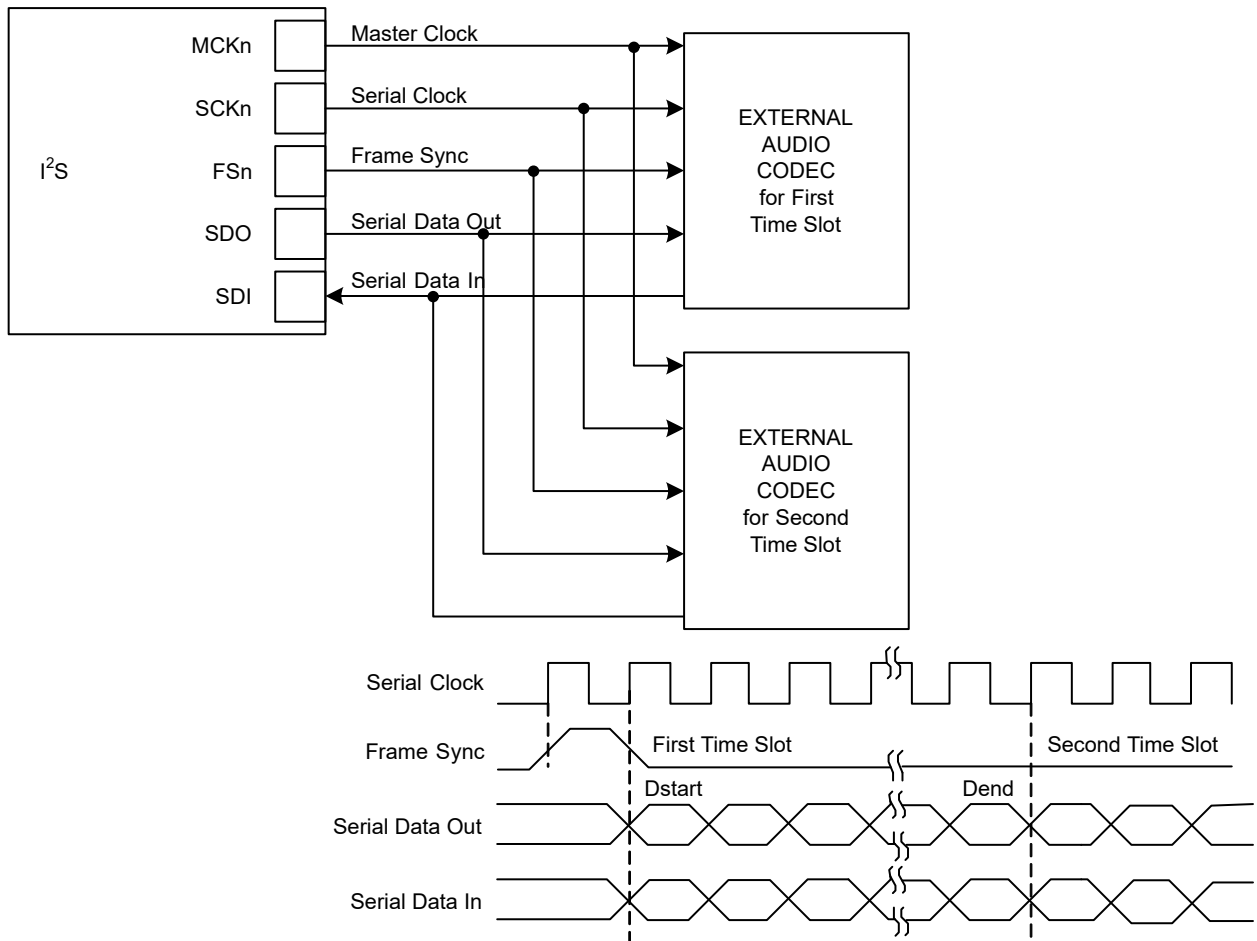 MCKn
Master Clock
SCKn
Serial Clock
I²S
FSn
Frame Sync
SDO
Serial Data Out
SDI
Serial Data In
EXTERNAL
AUDIO
CODEC
for First
Time Slot
EXTERNAL
AUDIO
CODEC
for Second
Time Slot
Serial Clock
Frame Sync
First Time Slot
Second Time Slot
Dstart
Dend
Serial Data Out
Serial Data In